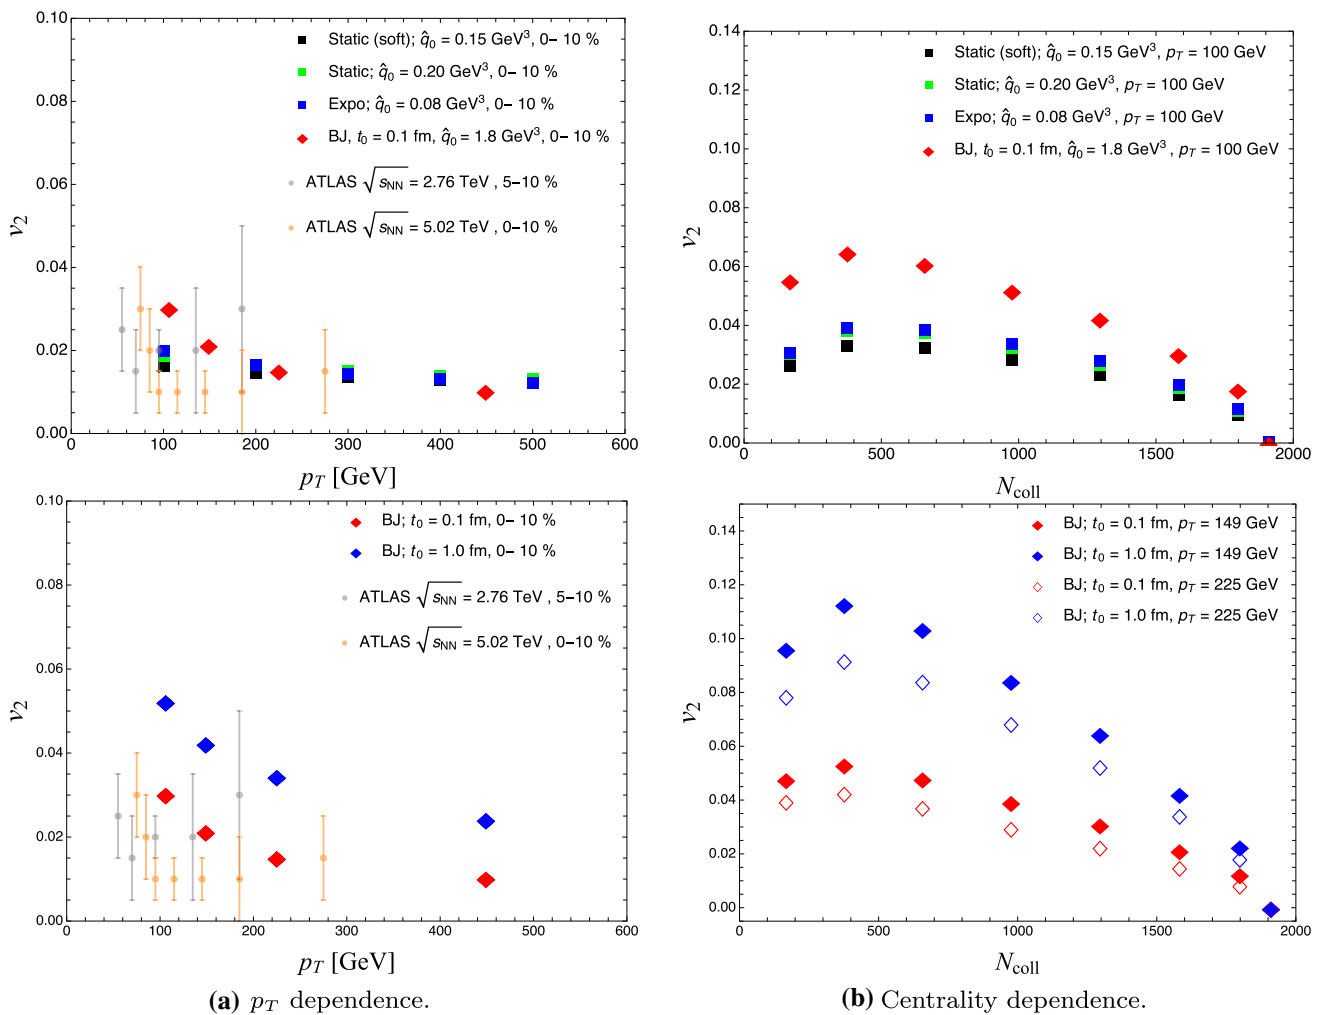 0.10
0.08
0.06
0.04
0.02
0.00
v2
Static (soft); q̂0 = 0.15 GeV³, 0– 10 %
Static; q̂0 = 0.20 GeV³, 0– 10 %
Expo; q̂0 = 0.08 GeV³, 0– 10 %
BJ, t0 = 0.1 fm, q̂0 = 1.8 GeV³, 0– 10 %
ATLAS √sNN = 2.76 TeV , 5–10 %
ATLAS √sNN = 5.02 TeV , 0–10 %
0 100 200 300 400 500 600
pT [GeV]
0.14
0.12
0.10
0.08
0.06
0.04
0.02
0.00
v2
Static (soft); q̂0 = 0.15 GeV³, pT = 100 GeV
Static; q̂0 = 0.20 GeV³, pT = 100 GeV
Expo; q̂0 = 0.08 GeV³ , pT = 100 GeV
BJ, t0 = 0.1 fm, q̂0 = 1.8 GeV³ , pT = 100 GeV
0 500 1000 1500 2000
Ncoll
0.10
0.08
0.06
0.04
0.02
0.00
v2
BJ; t0 = 0.1 fm, 0– 10 %
BJ; t0 = 1.0 fm, 0– 10 %
ATLAS √sNN = 2.76 TeV , 5–10 %
ATLAS √sNN = 5.02 TeV , 0–10 %
0 100 200 300 400 500 600
pT [GeV]
(a) pT dependence.
0.14
0.12
0.10
0.08
0.06
0.04
0.02
0.00
v2
BJ; t0 = 0.1 fm, pT = 149 GeV
BJ; t0 = 1.0 fm, pT = 149 GeV
BJ; t0 = 0.1 fm, pT = 225 GeV
BJ; t0 = 1.0 fm, pT = 225 GeV
0 500 1000 1500 2000
Ncoll
(b) Centrality dependence.